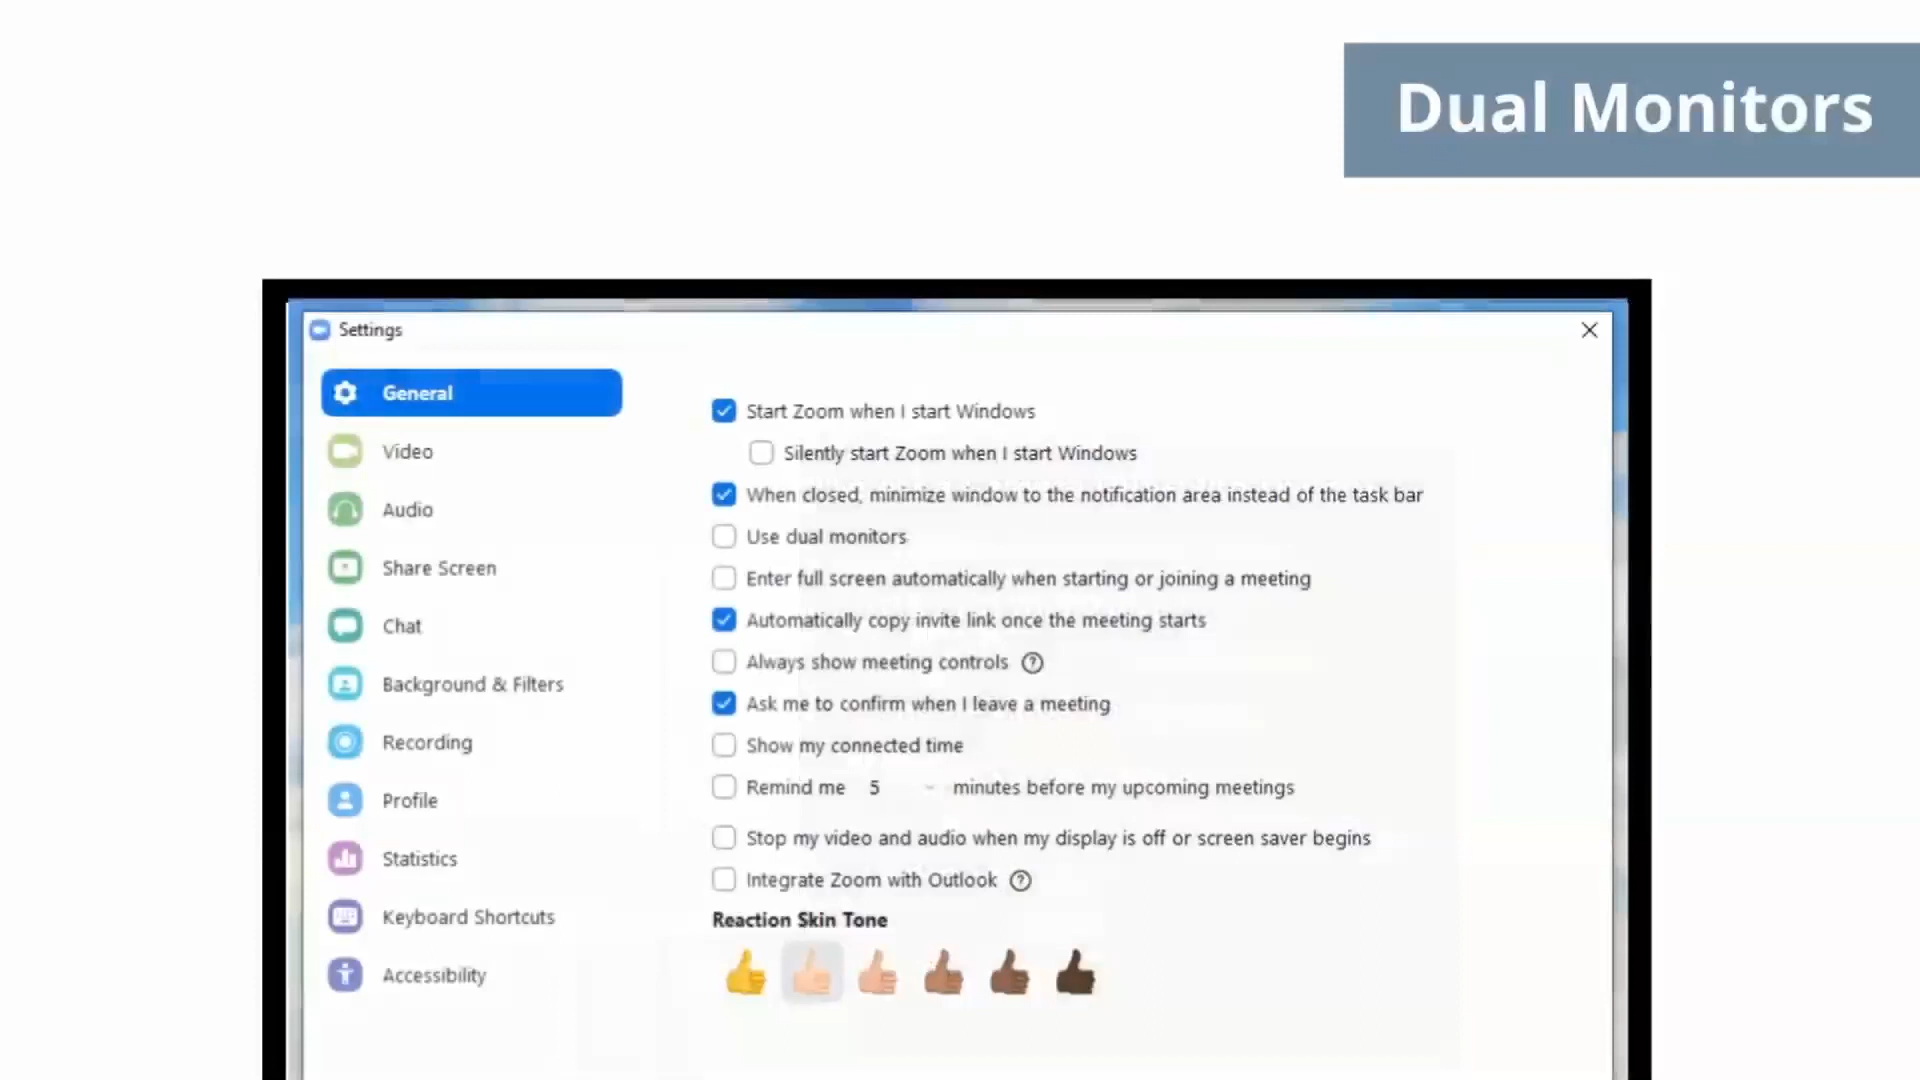 Dual Monitors
Settings
General
Video
Audio
Share Screen
Chat
Background & Filters
Recording
Profile
Statistics
Keyboard Shortcuts
Accessibility
Start Zoom when I start Windows
Silently start Zoom when I start Windows
When closed, minimize window to the notification area instead of the task bar
Use dual monitors
Enter full screen automatically when starting or joining a meeting
Automatically copy invite link once the meeting starts
Always show meeting controls ?
Ask me to confirm when I leave a meeting
Show my connected time
Remind me 5 minutes before my upcoming meetings
Stop my video and audio when my display is off or screen saver begins
Integrate Zoom with Outlook ?
Reaction Skin Tone